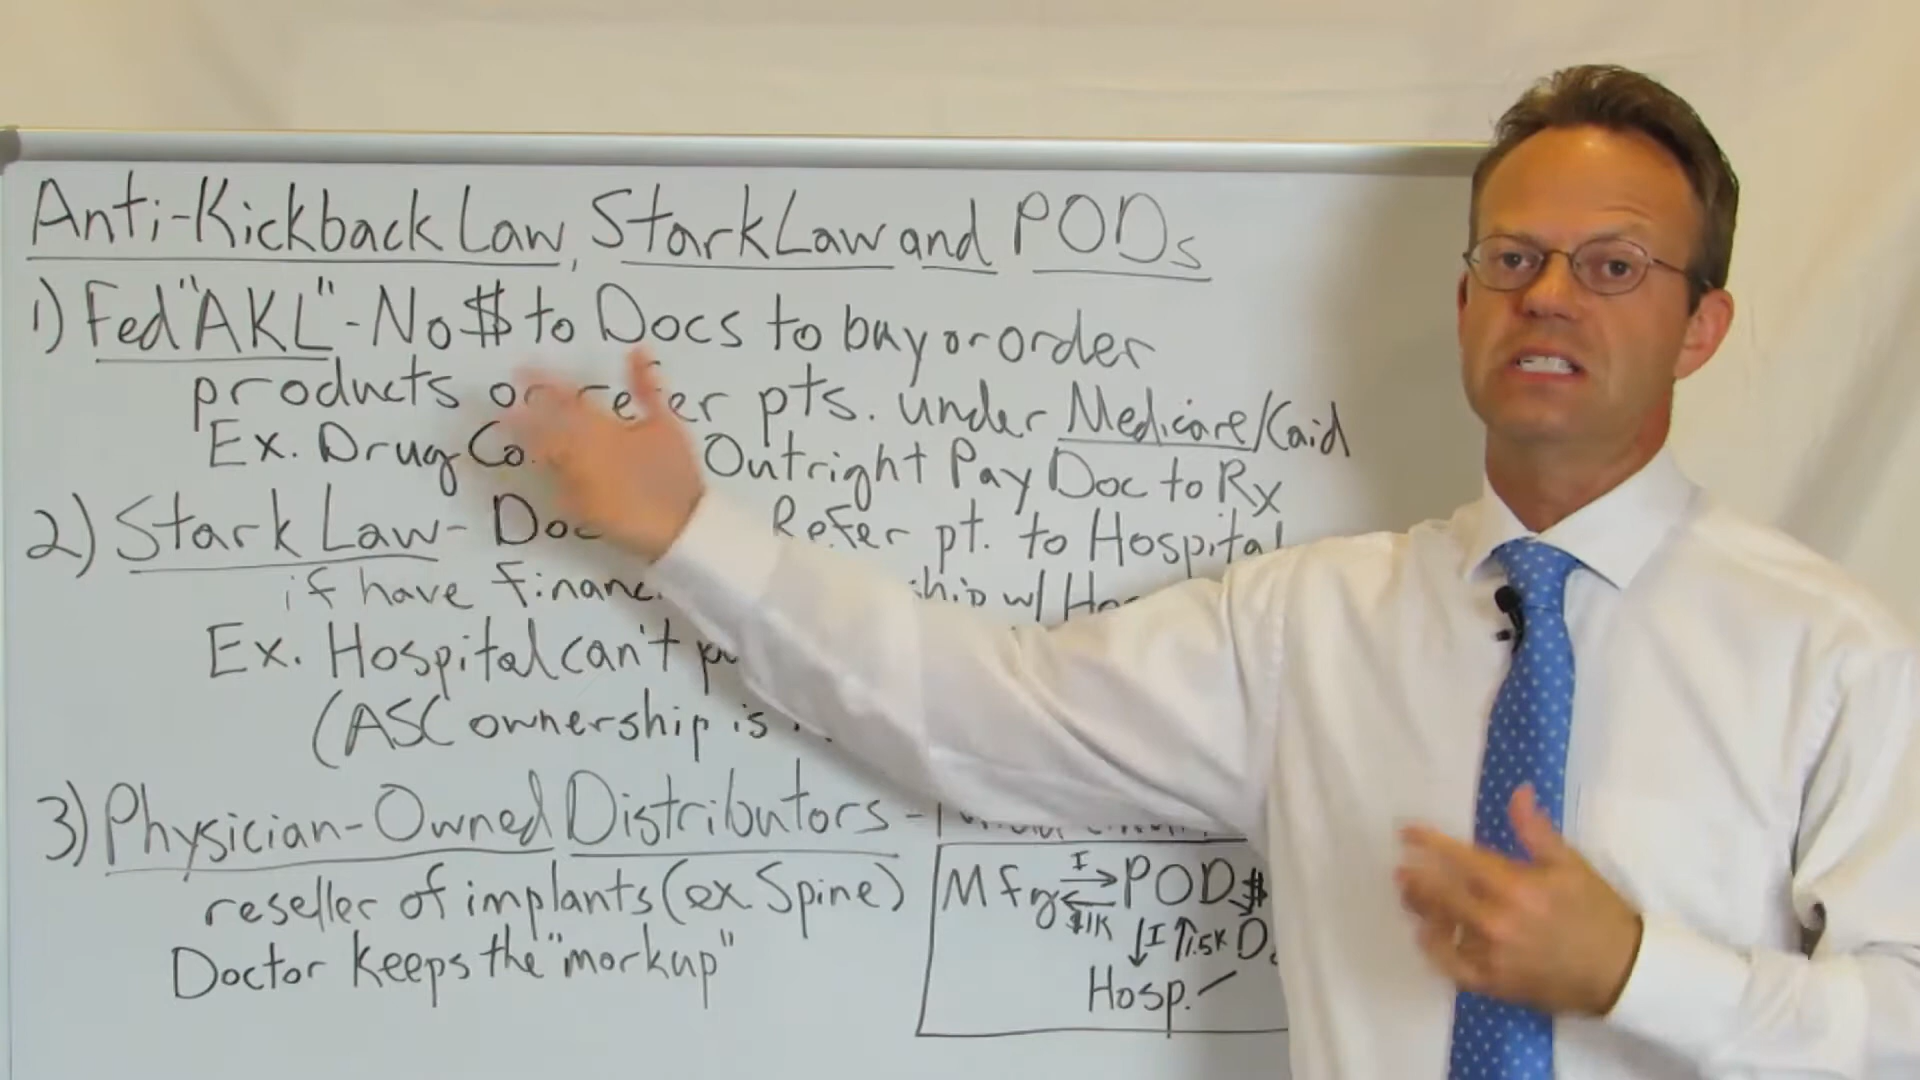 Anti-Kickback Law, Stark Law and PODs
1) Fed "AKL" - No $ to Docs to buy or order
products or refer pts. under Medicare/Caid
Ex. Drug Co. Outright Pay Doc to Rx
2) Stark Law - Refer pt. to Hospital
if have w/
Ex. Hospital can't
(ASC ownership is
3) Physician-Owned Distributors -
reseller of implants (ex. Spine)
Doctor keeps the "markup"
I
Mfg POD $
$1K
I 1.5K
Hosp.